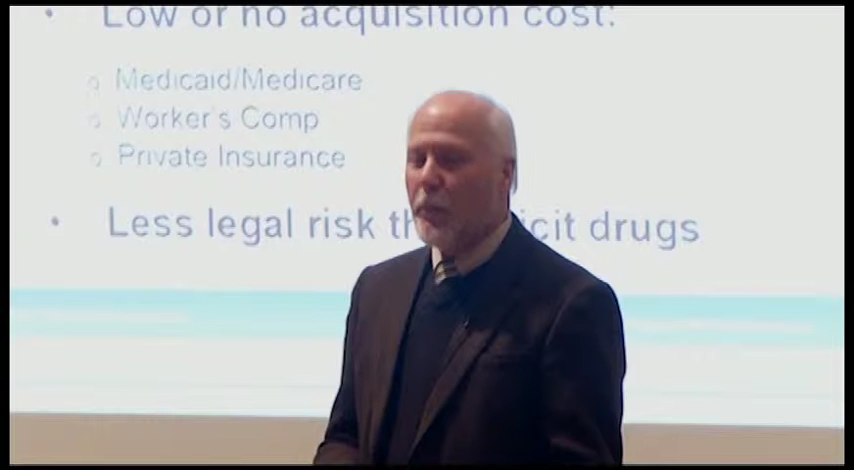 • Low or no acquisition cost:
o Medicaid/Medicare
o Worker's Comp
o Private Insurance
• Less legal risk th icit drugs